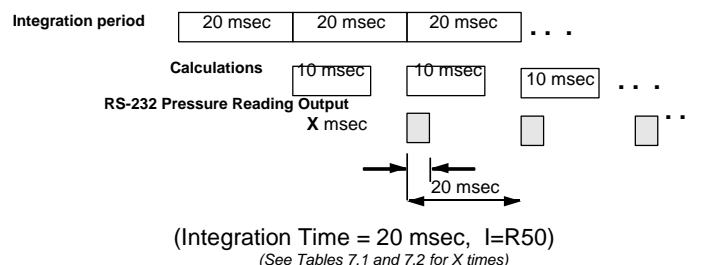 Integration period 20 msec 20 msec 20 msec . . .
Calculations 10 msec 10 msec 10 msec . . .
RS-232 Pressure Reading Output
X msec . .
20 msec
(Integration Time = 20 msec, I=R50)
(See Tables 7.1 and 7.2 for X times)